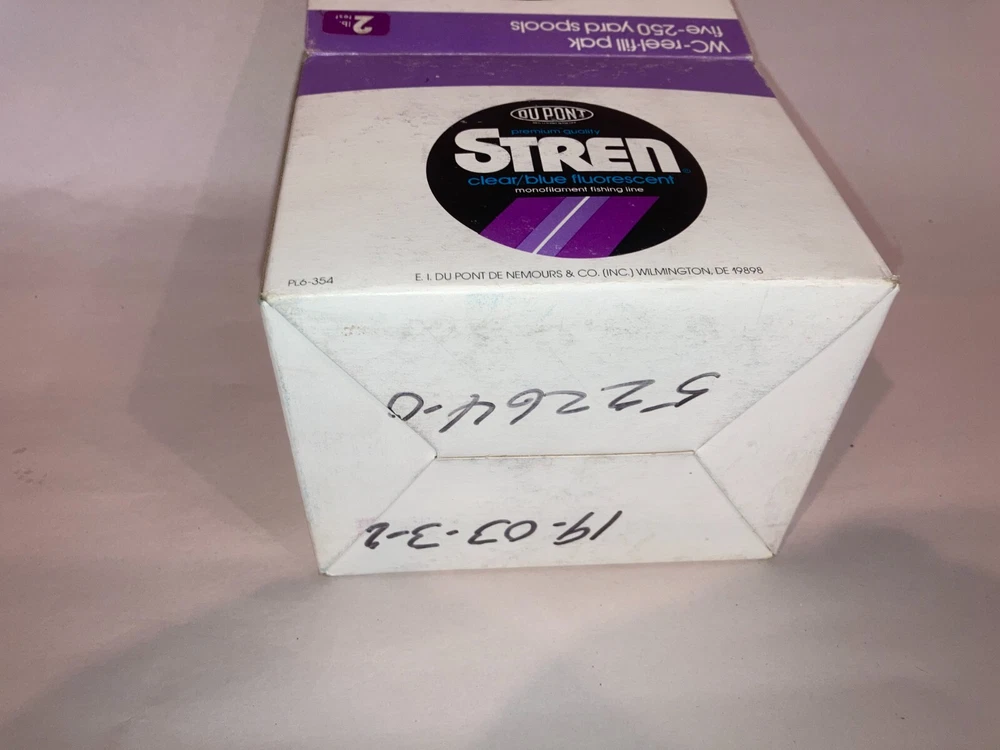 WC-reel-fill pak
five-250 yard spools
2 lb. test
DU PONT
premium quality
STREN®
clear/blue fluorescent
monofilament fishing line
PL6-354
E. I. DU PONT DE NEMOURS & CO. (INC.) WILMINGTON, DE 19898
19-03-3-2
52264-0